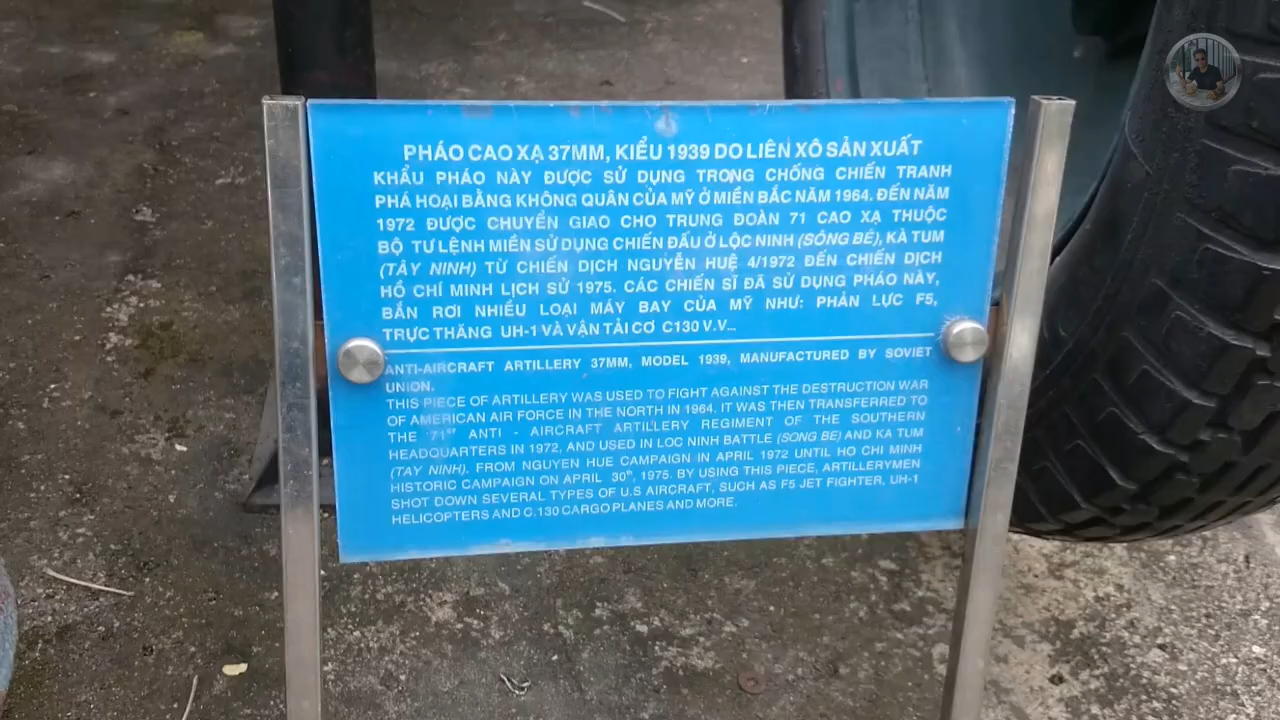 PHÁO CAO XẠ 37MM, KIỂU 1939 DO LIÊN XÔ SẢN XUẤT
KHẨU PHÁO NÀY ĐƯỢC SỬ DỤNG TRONG CHỐNG CHIẾN TRANH
PHÁ HOẠI BẰNG KHÔNG QUÂN CỦA MỸ Ở MIỀN BẮC NĂM 1964. ĐẾN NĂM
1972 ĐƯỢC CHUYỂN GIAO CHO TRUNG ĐOÀN 71 CAO XẠ THUỘC
BỘ TƯ LỆNH MIỀN SỬ DỤNG CHIẾN ĐẤU Ở LỘC NINH (SÔNG BÉ), KÀ TUM
(TÂY NINH) TỪ CHIẾN DỊCH NGUYỄN HUỆ 4/1972 ĐẾN CHIẾN DỊCH
HỒ CHÍ MINH LỊCH SỬ 1975. CÁC CHIẾN SĨ ĐÃ SỬ DỤNG PHÁO NÀY,
BẮN RƠI NHIỀU LOẠI MÁY BAY CỦA MỸ NHƯ: PHẢN LỰC F5,
TRỰC THĂNG UH-1 VÀ VẬN TẢI CƠ C130 V.V...
ANTI-AIRCRAFT ARTILLERY 37MM, MODEL 1939, MANUFACTURED BY SOVIET
UNION.
THIS PIECE OF ARTILLERY WAS USED TO FIGHT AGAINST THE DESTRUCTION WAR
OF AMERICAN AIR FORCE IN THE NORTH IN 1964. IT WAS THEN TRANSFERRED TO
THE 71ST ANTI - AIRCRAFT ARTILLERY REGIMENT OF THE SOUTHERN
HEADQUARTERS IN 1972, AND USED IN LOC NINH BATTLE (SONG BE) AND KA TUM
(TAY NINH). FROM NGUYEN HUE CAMPAIGN IN APRIL 1972 UNTIL HO CHI MINH
HISTORIC CAMPAIGN ON APRIL 30th, 1975. BY USING THIS PIECE, ARTILLERYMEN
SHOT DOWN SEVERAL TYPES OF U.S AIRCRAFT, SUCH AS F5 JET FIGHTER, UH-1
HELICOPTERS AND C.130 CARGO PLANES AND MORE.